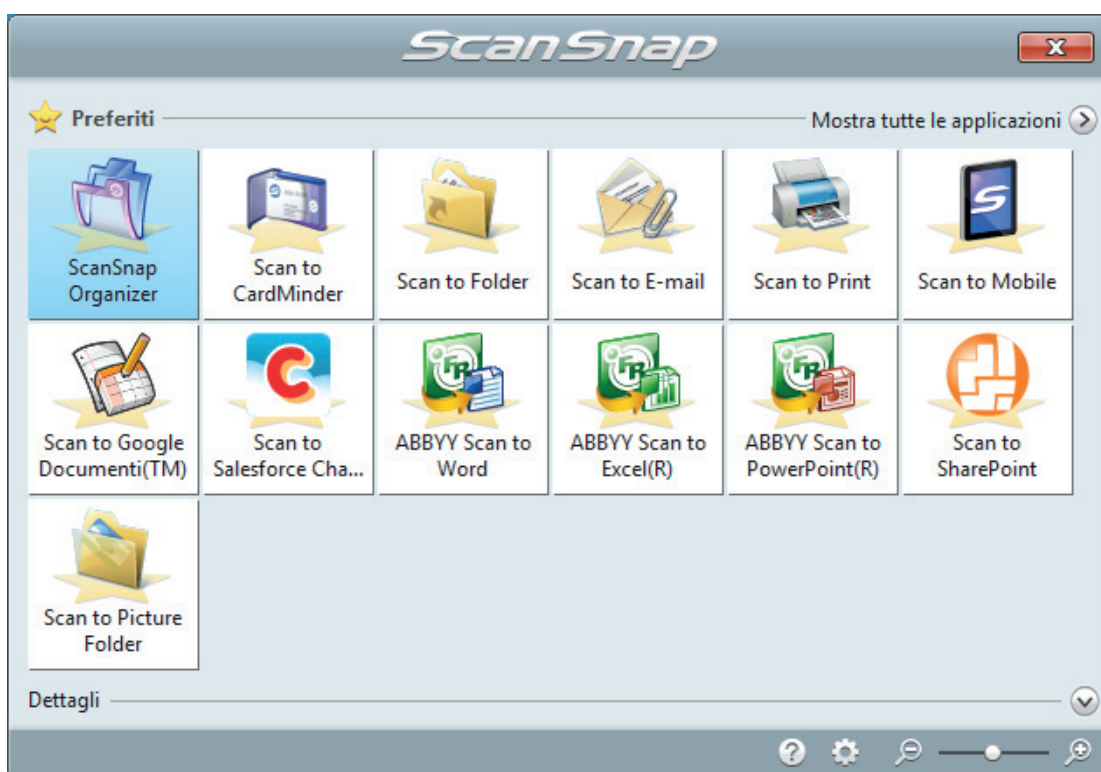 ScanSnap
Preferiti
Mostra tutte le applicazioni
ScanSnap
Organizer
Scan to
CardMinder
Scan to Folder
Scan to E-mail
Scan to Print
Scan to Mobile
Scan to Google
Documenti(TM)
Scan to
Salesforce Cha...
ABBYY Scan to
Word
ABBYY Scan to
Excel(R)
ABBYY Scan to
PowerPoint(R)
Scan to
SharePoint
Scan to Picture
Folder
Dettagli